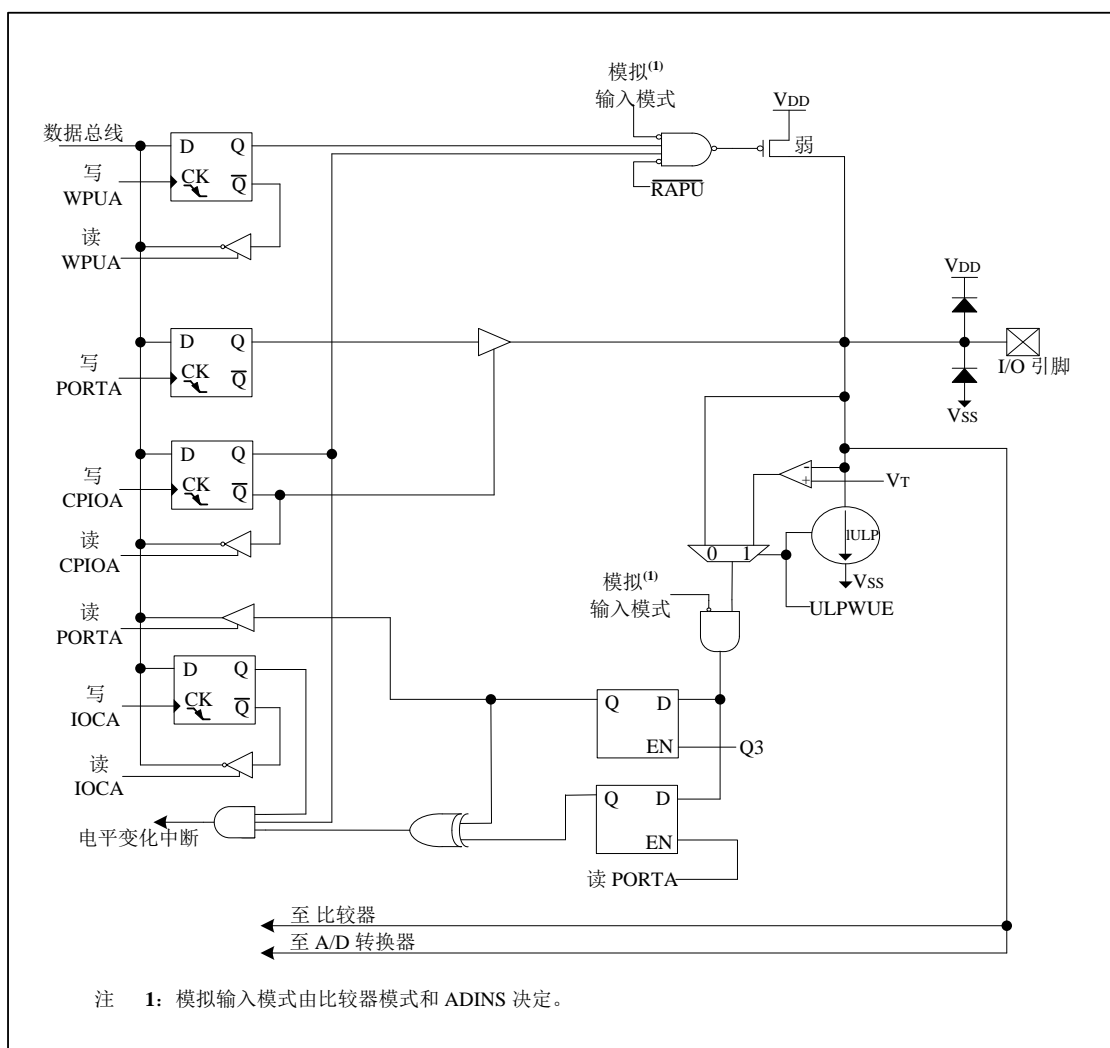 模拟(1)
输入模式
VDD
数据总线
D Q
弱
写
WPUA
CK Q
RAPU
读
WPUA
VDD
D Q
写
PORTA
CK Q
I/O 引脚
VSS
D Q
写
CPIOA
CK Q
-
+
VT
读
CPIOA
0 1
IULP
VSS
模拟(1)
输入模式
ULPWUE
读
PORTA
D Q
写
IOCA
CK Q
Q D
EN
Q3
读
IOCA
Q D
EN
电平变化中断
读 PORTA
至 比较器
至 A/D 转换器
注 1: 模拟输入模式由比较器模式和 ADINS 决定。